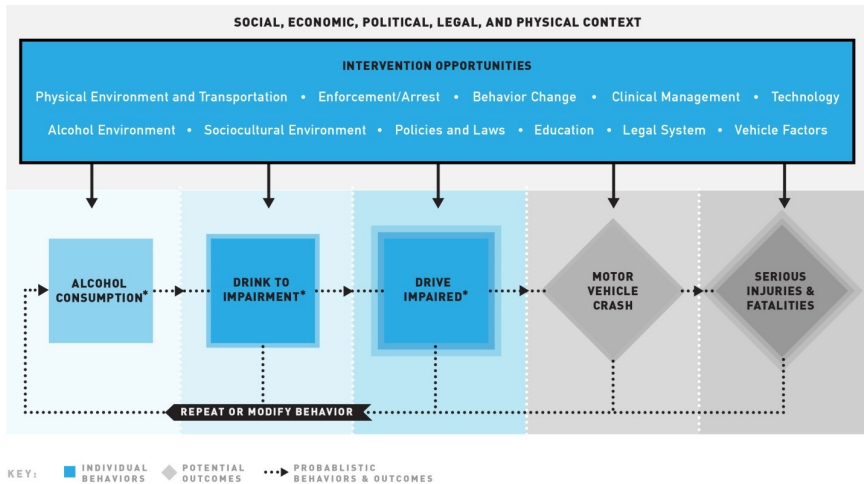 SOCIAL, ECONOMIC, POLITICAL, LEGAL, AND PHYSICAL CONTEXT
INTERVENTION OPPORTUNITIES
Physical Environment and Transportation • Enforcement/Arrest • Behavior Change • Clinical Management • Technology
Alcohol Environment • Sociocultural Environment • Policies and Laws • Education • Legal System • Vehicle Factors
ALCOHOL
CONSUMPTION*
DRINK TO
IMPAIRMENT*
DRIVE
IMPAIRED*
MOTOR
VEHICLE
CRASH
SERIOUS
INJURIES &
FATALITIES
REPEAT OR MODIFY BEHAVIOR
KEY:
INDIVIDUAL
BEHAVIORS
POTENTIAL
OUTCOMES
PROBABLISTIC
BEHAVIORS & OUTCOMES